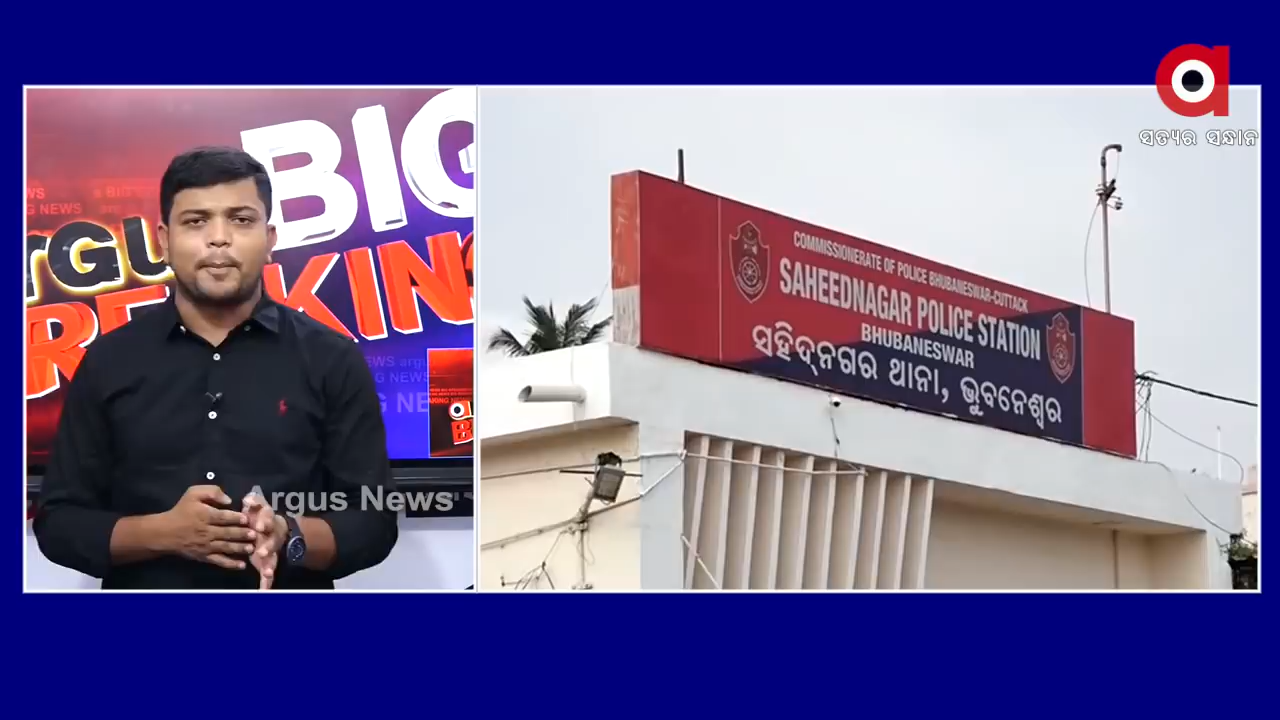 BIG
BREAKING
Argus News
ସତ୍ୟର ସନ୍ଧାନ
COMMISSIONERATE OF POLICE BHUBANESWAR-CUTTACK
SAHEEDNAGAR POLICE STATION
BHUBANESWAR
ସହିଦ୍‌ନଗର ଥାନା, ଭୁବନେଶ୍ୱର